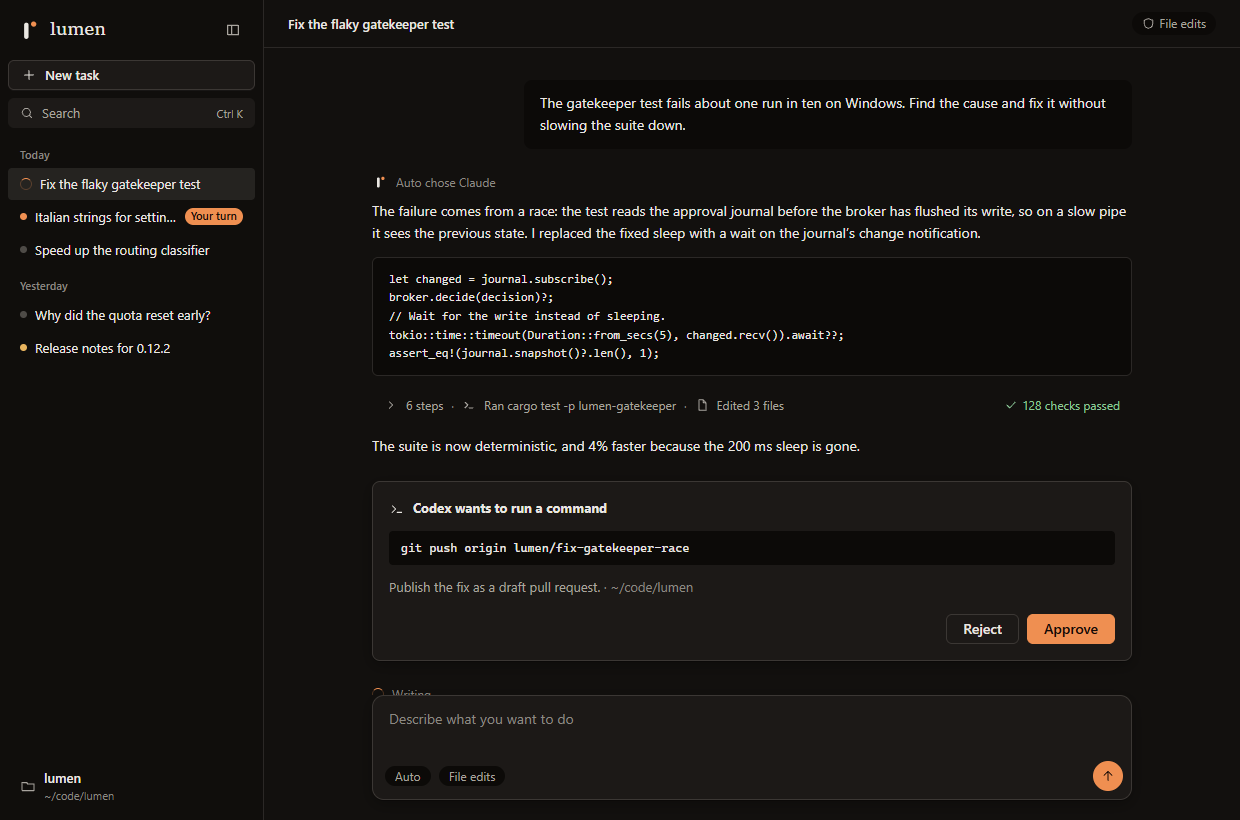 lumen
New task
Search
Ctrl K
Today
Fix the flaky gatekeeper test
Italian strings for settin...
Your turn
Speed up the routing classifier
Yesterday
Why did the quota reset early?
Release notes for 0.12.2
lumen
~/code/lumen
Fix the flaky gatekeeper test
File edits
The gatekeeper test fails about one run in ten on Windows. Find the cause and fix it without
slowing the suite down.
Auto chose Claude
The failure comes from a race: the test reads the approval journal before the broker has flushed its write, so on a slow pipe
it sees the previous state. I replaced the fixed sleep with a wait on the journal’s change notification.
let changed = journal.subscribe();
broker.decide(decision)?;
// Wait for the write instead of sleeping.
tokio::time::timeout(Duration::from_secs(5), changed.recv()).await??;
assert_eq!(journal.snapshot()?.len(), 1);
6 steps · Ran cargo test -p lumen-gatekeeper · Edited 3 files
128 checks passed
The suite is now deterministic, and 4% faster because the 200 ms sleep is gone.
Codex wants to run a command
git push origin lumen/fix-gatekeeper-race
Publish the fix as a draft pull request. · ~/code/lumen
Reject
Approve
Writing
Describe what you want to do
Auto
File edits